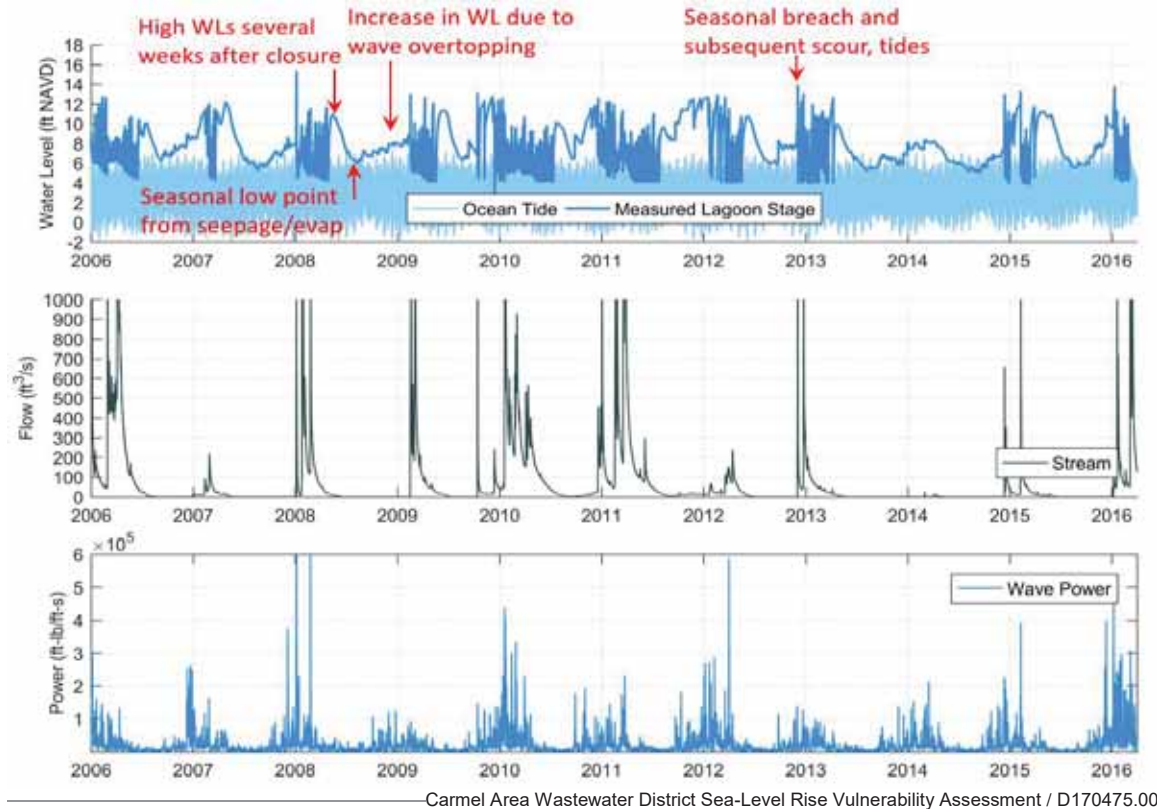 High WLs several
weeks after closure
Increase in WL due to
wave overtopping
Seasonal breach and
subsequent scour, tides
Water Level (ft NAVD)
18
16
14
12
10
8
6
4
2
0
-2
Seasonal low point
from seepage/evap
Ocean Tide
Measured Lagoon Stage
2006 2007 2008 2009 2010 2011 2012 2013 2014 2015 2016
Flow (ft³/s)
1000
900
800
700
600
500
400
300
200
100
0
Stream
2006 2007 2008 2009 2010 2011 2012 2013 2014 2015 2016
×10⁵
Power (ft-lb/ft-s)
6
5
4
3
2
1
Wave Power
2006 2007 2008 2009 2010 2011 2012 2013 2014 2015 2016
Carmel Area Wastewater District Sea-Level Rise Vulnerability Assessment / D170475.00